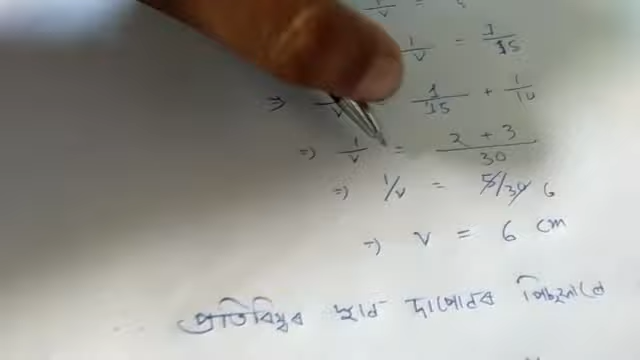 1/v =
1/v = 1/15
=> 1/v = 1/15 + 1/10
=> 1/v = 2 + 3 / 30
=> 1/v = 5/30 6
=> v = 6 cm
প্ৰতিবিম্বৰ স্থান দাপোনৰ পিছফালে